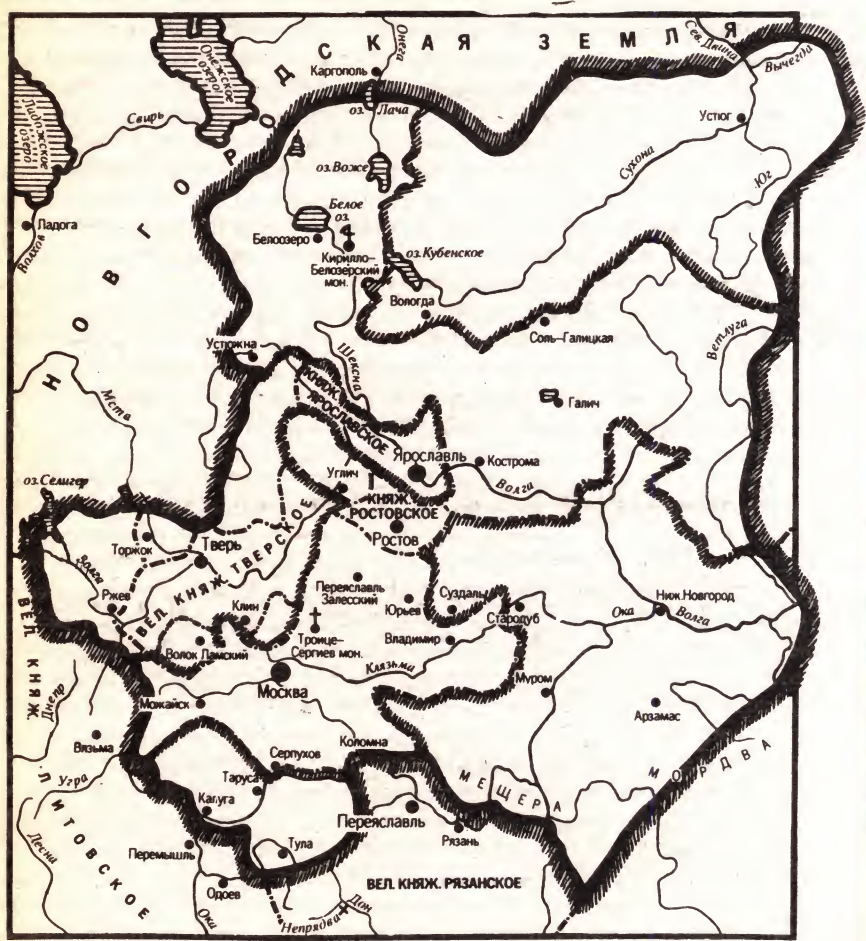 НОВГОРОДСКАЯ ЗЕМЛЯ
Онега
Сев. Двина
Вычегда
Онежское озеро
Каргополь
оз. Лача
Ладожское озеро
Свирь
Устюг
Сухона
Юг
оз. Воже
Белое оз.
Ладога
Волхов
Белоозеро
Кирилло–
Белозерский
мон.
оз. Кубенское
Вологда
Соль–Галицкая
Ветлуга
Устюжна
Шексна
КНЯЖ.
ЯРОСЛАВСКОЕ
Мста
Галич
Ярославль
Кострома
Волга
оз. Селигер
Углич
КНЯЖ.
РОСТОВСКОЕ
Ростов
Торжок
Тверь
Волга
Ржев
ВЕЛ. КНЯЖ. ТВЕРСКОЕ
Клин
Переяславль
Залесский
Юрьев
Суздаль
Стародуб
Ока
Ниж.Новгород
Волга
Волок Ламский
Троице–
Сергиев мон.
Владимир
Клязьма
Москва
Муром
Можайск
Арзамас
ВЕЛ. КНЯЖ. ЛИТОВСКОЕ
Днепр
Вязьма
Угра
Серпухов
Коломна
Таруса
Калуга
МЕЩЕРА
МОРДВА
Переяславль
Рязань
Десна
Перемышль
Тула
Одоев
ВЕЛ. КНЯЖ. РЯЗАНСКОЕ
Ока
Непрядва
Дон